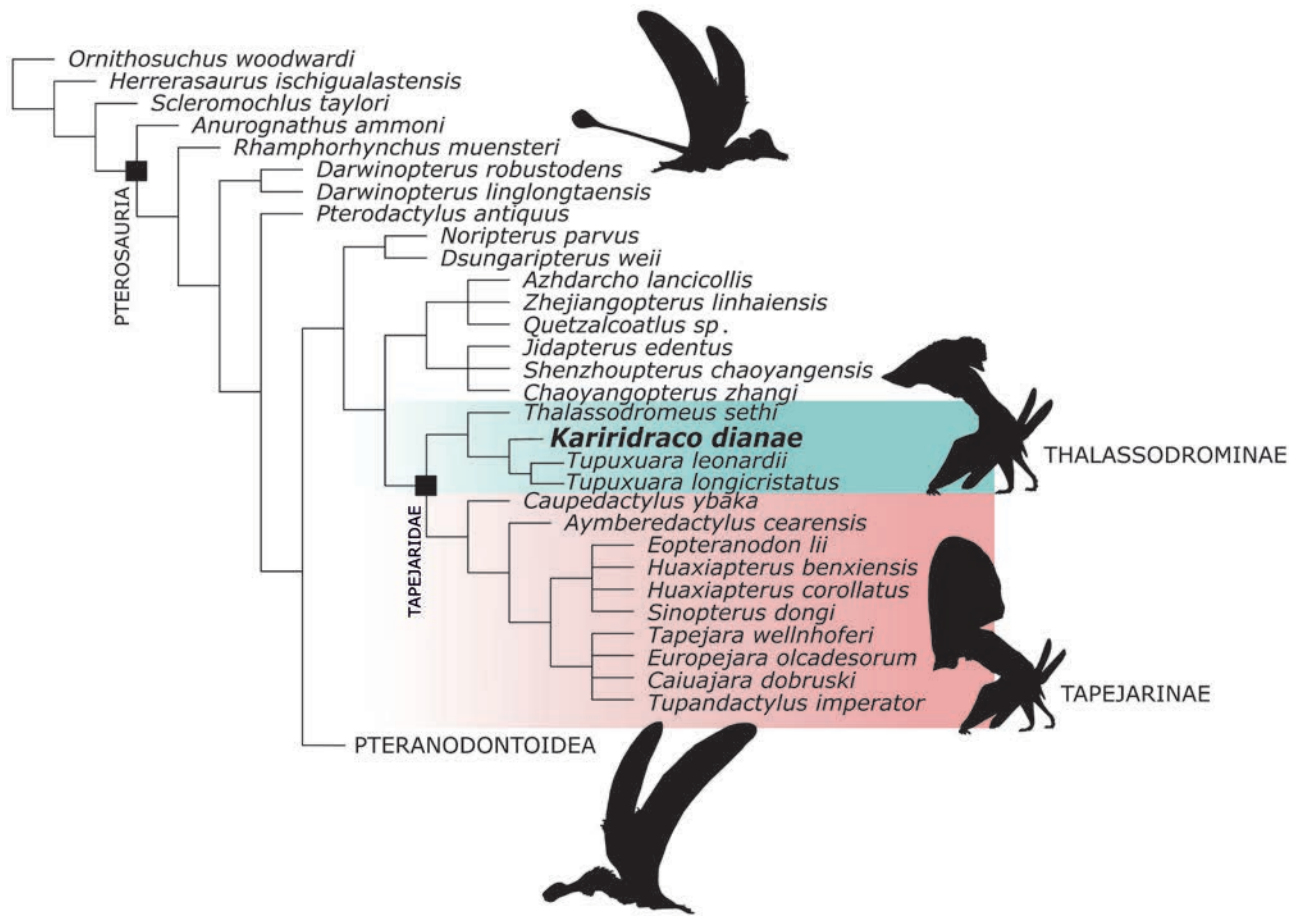 Ornithosuchus woodwardi
Herrerasaurus ischigualastensis
Scleromochlus taylori
Anurognathus ammoni
Rhamphorhynchus muensteri
Darwinopterus robustodens
Darwinopterus linglongtaensis
Pterodactylus antiquus
PTEROSAURIA
Noripterus parvus
Dsungaripterus weii
Azhdarcho lancicollis
Zhejiangopterus linhaiensis
Quetzalcoatlus sp.
Jidapterus edentus
Shenzhoupterus chaoyangensis
Chaoyangopterus zhangi
Thalassodromeus sethi
Kariridraco dianae
THALASSODROMINAE
Tupuxuara leonardii
Tupuxuara longicristatus
TAPEJARIDAE
Caupedactylus ybaka
Aymberedactylus cearensis
Eopteranodon lii
Huaxiapterus benxiensis
Huaxiapterus corollatus
Sinopterus dongi
Tapejara wellnhoferi
Europejara olcadesorum
Caiuajara dobruski
TAPEJARINAE
Tupandactylus imperator
PTERANODONTOIDEA